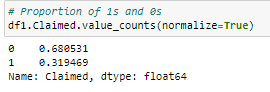 # Proportion of 1s and 0s
df1.Claimed.value_counts(normalize=True)
0    0.680531
1    0.319469
Name: Claimed, dtype: float64